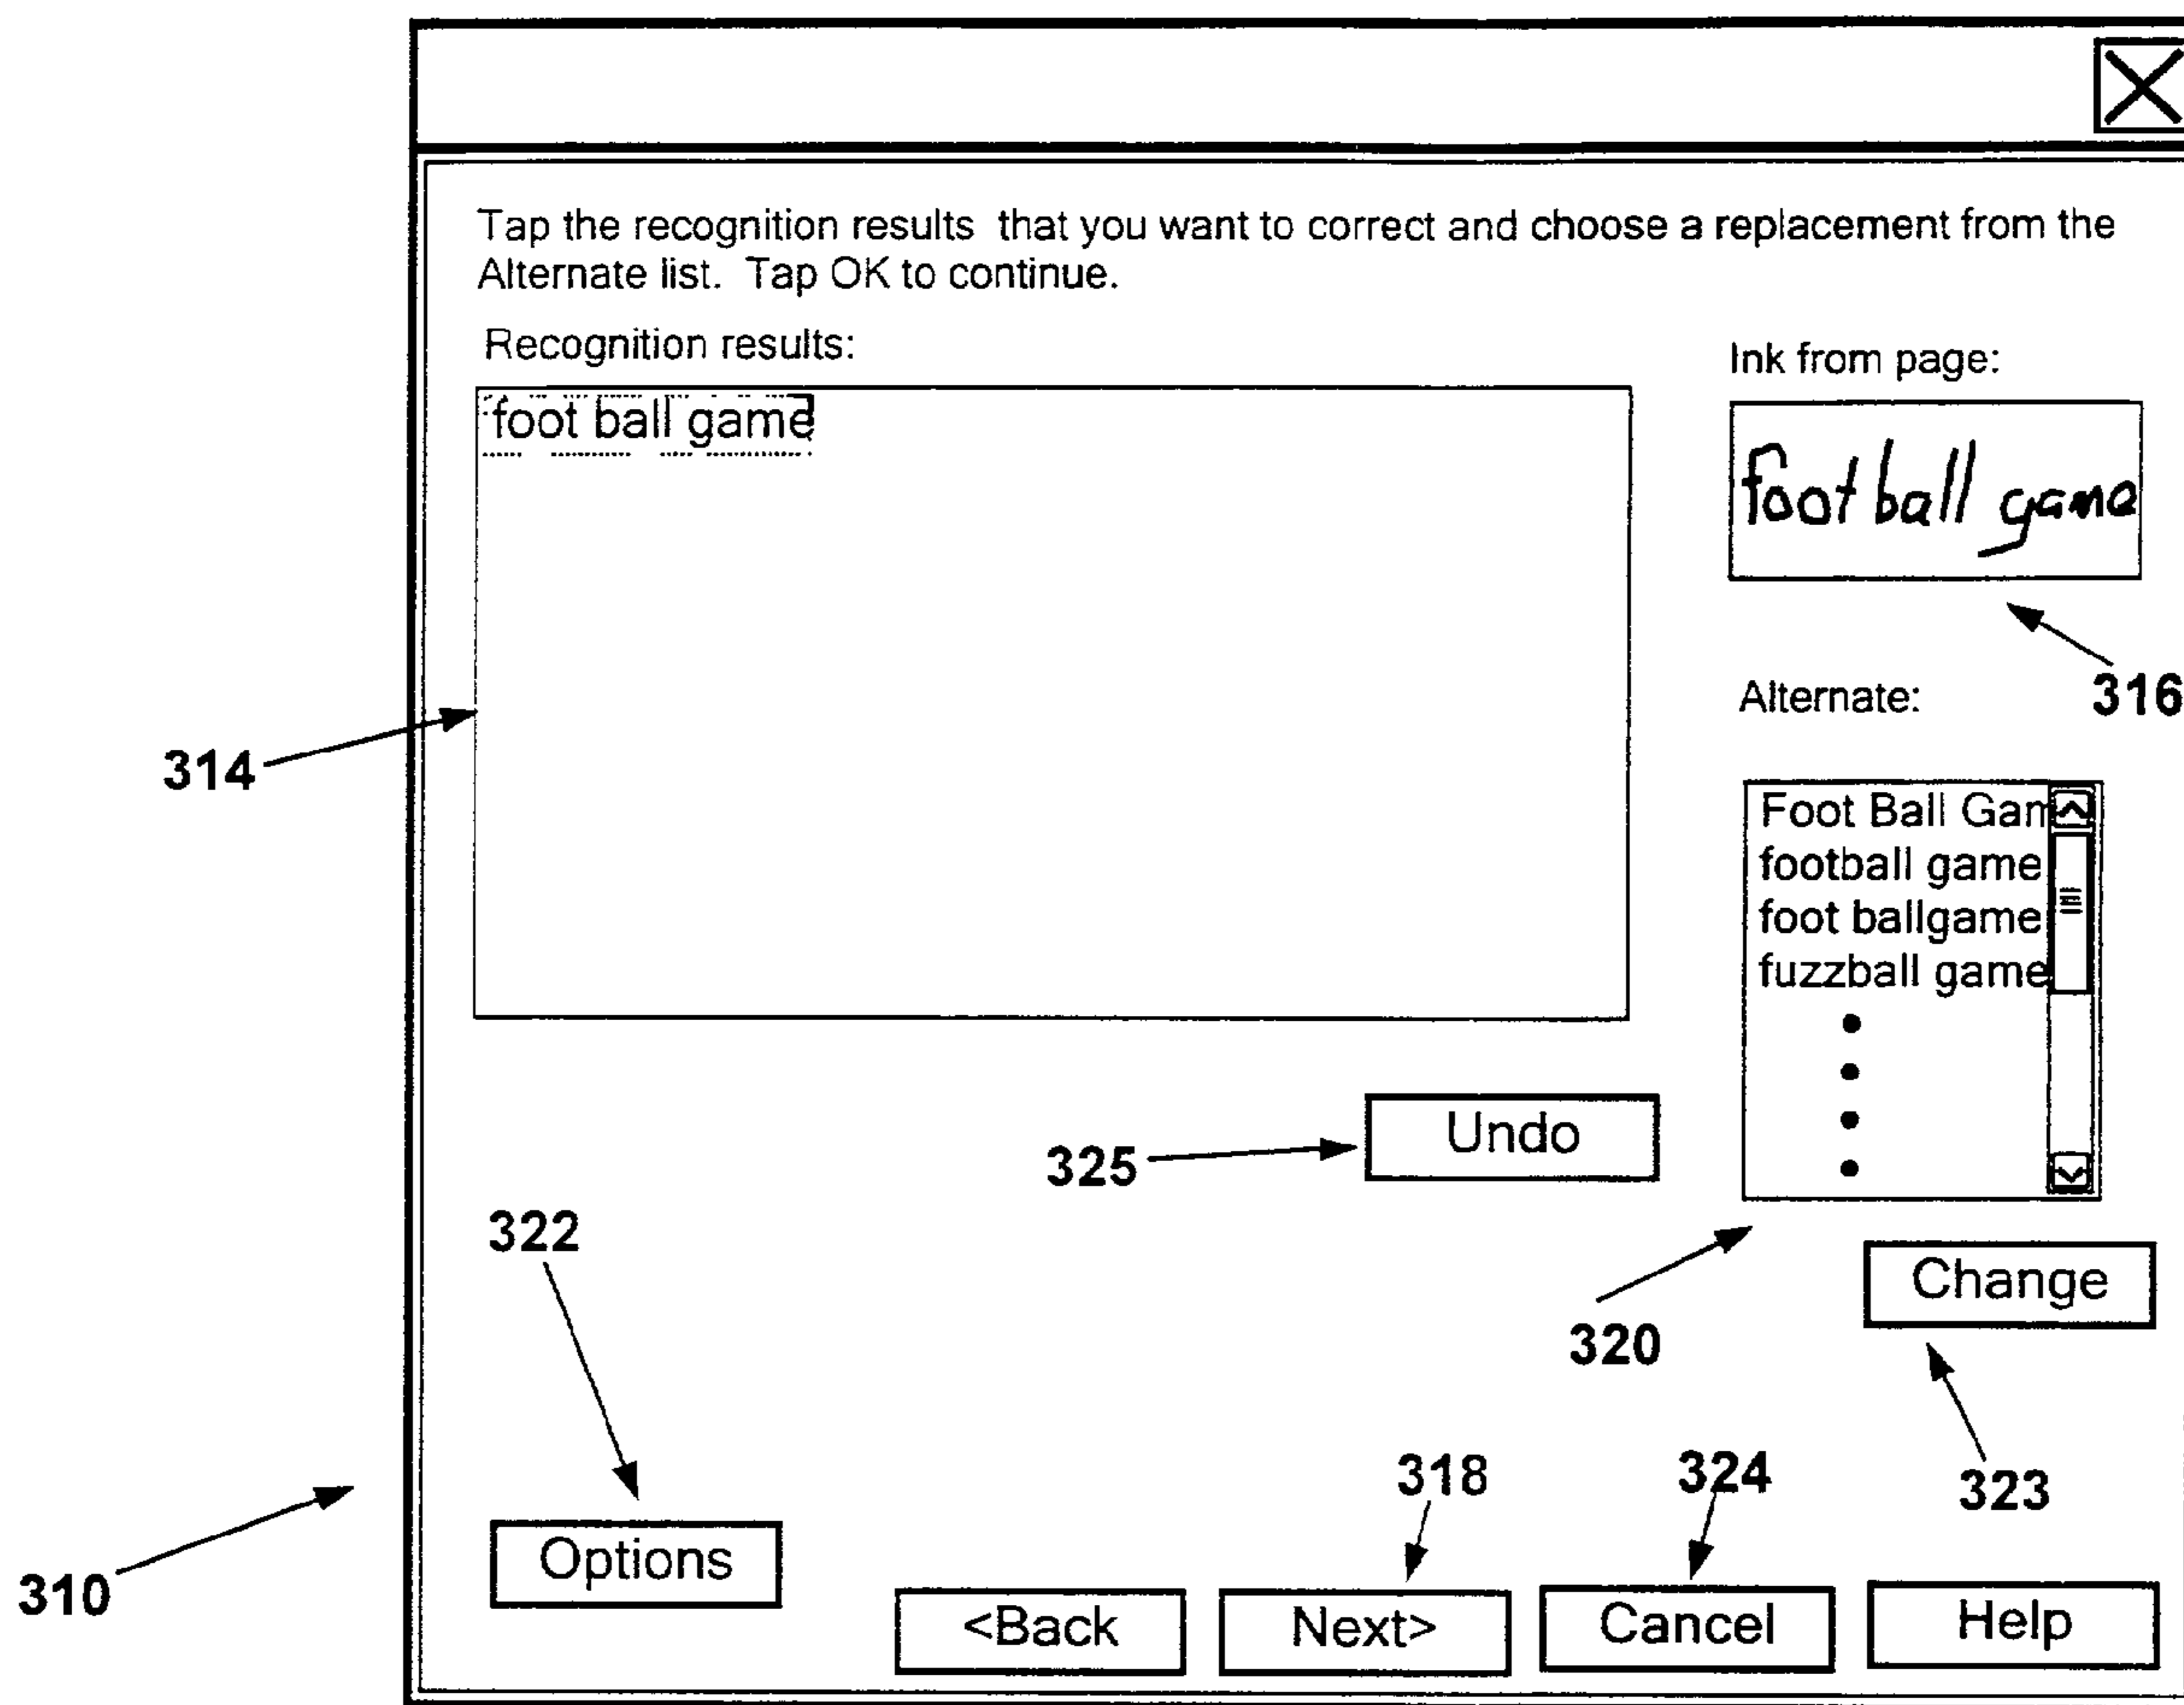 Tap the recognition results that you want to correct and choose a replacement from the
Alternate list. Tap OK to continue.
Recognition results:
foot ball game
Ink from page:
foot ball game
316
Alternate:
314
Foot Ball Gam
football game
foot ballgame
fuzzball game
Undo
325
322
Change
320
318
324
323
Options
310
<Back
Next>
Cancel
Help